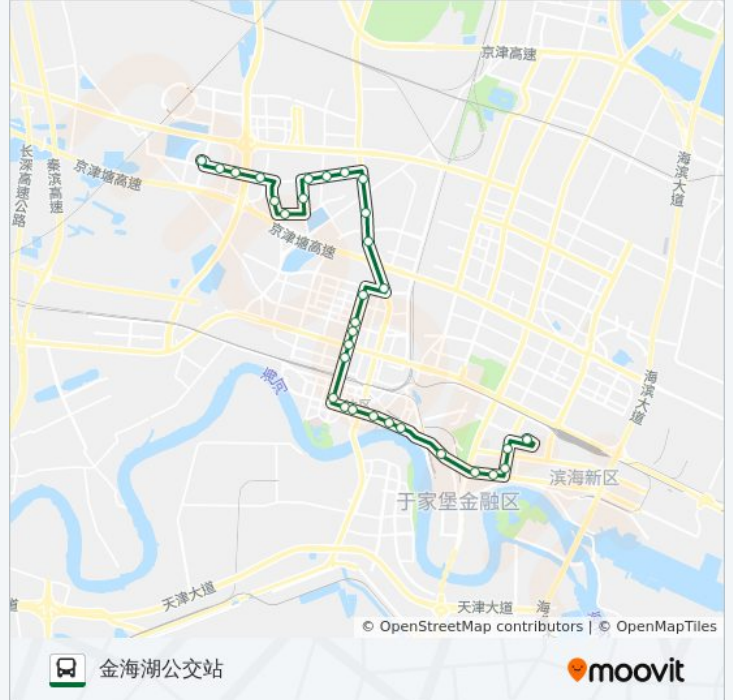 京津高速
长深高速公路
秦滨高速
京津塘高速
海滨大道
京津塘高速
海滨大道
滨海新区
于家堡金融区
天津大道
天津大道
海
© OpenStreetMap contributors | © OpenMapTiles
金海湖公交站
moovit